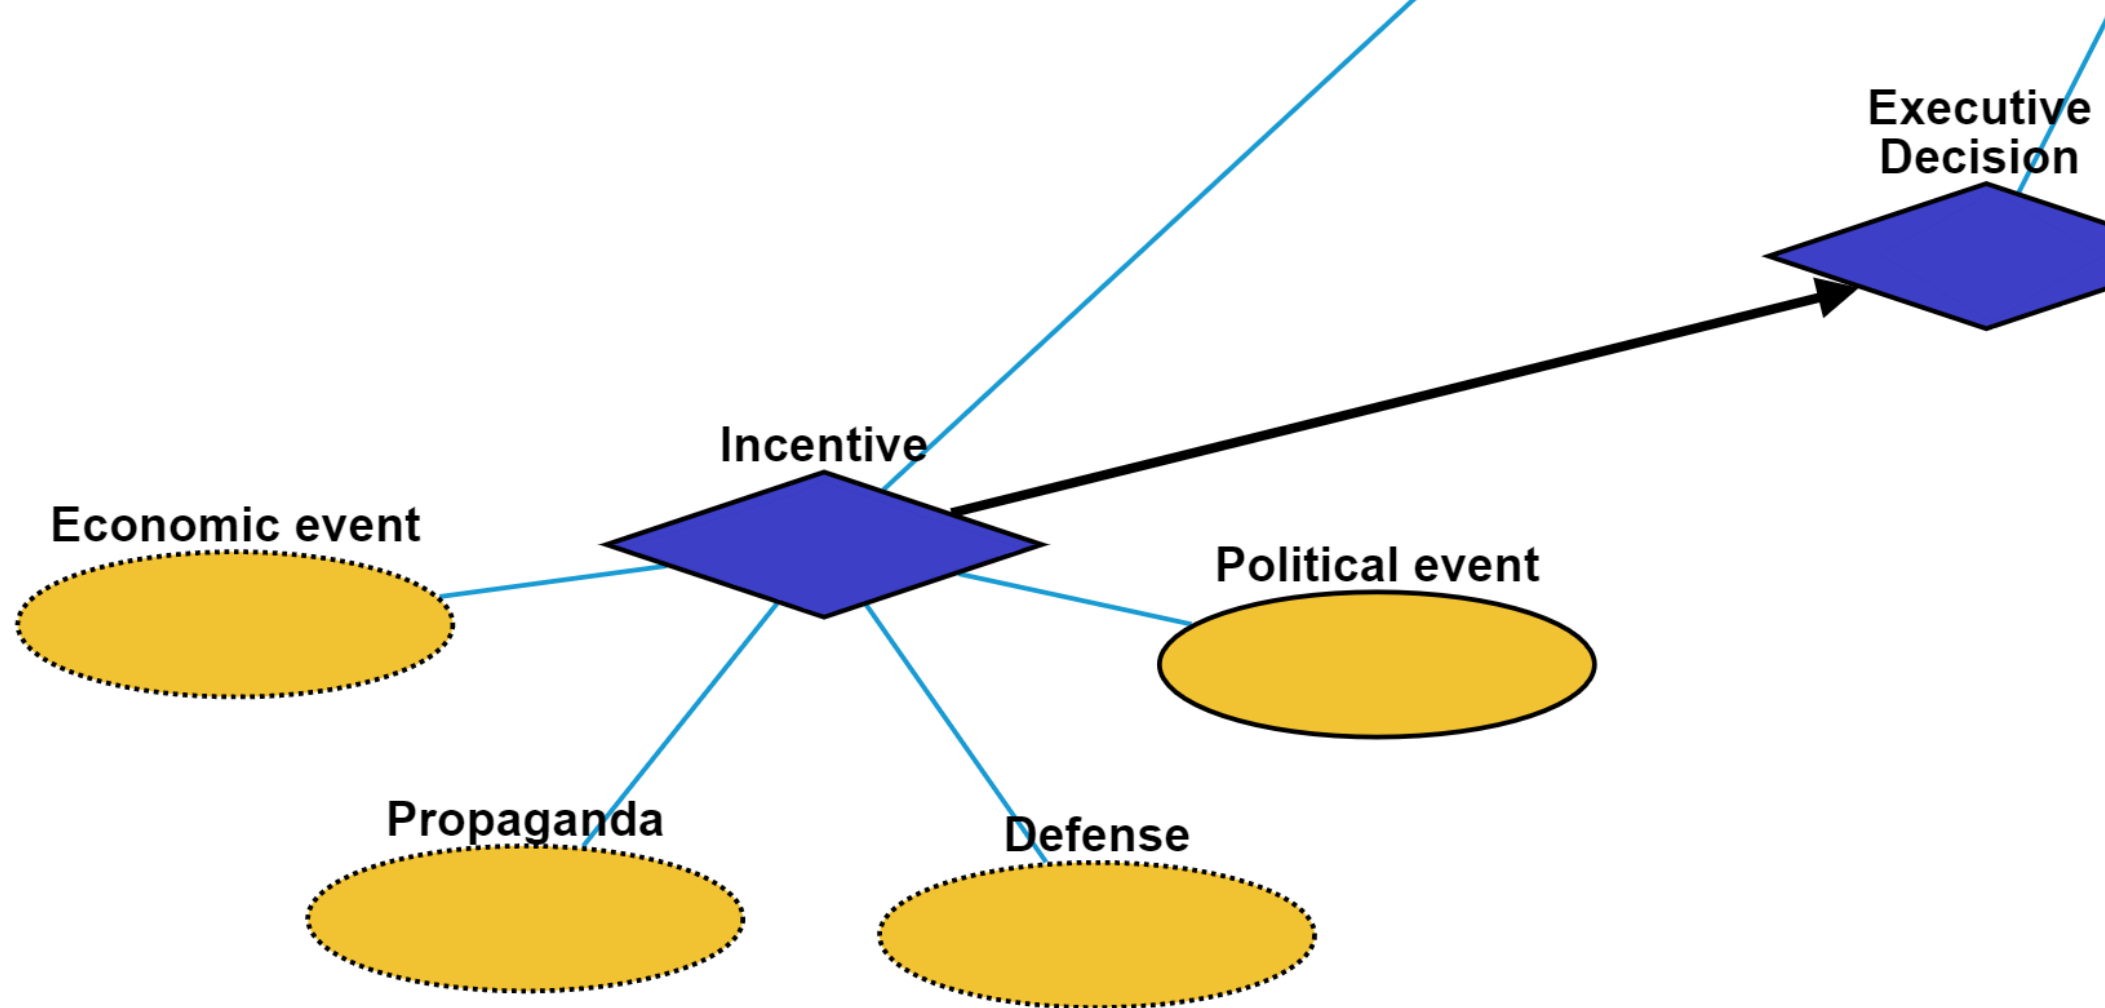 Executive
Decision
Incentive
Economic event
Political event
Propaganda
Defense